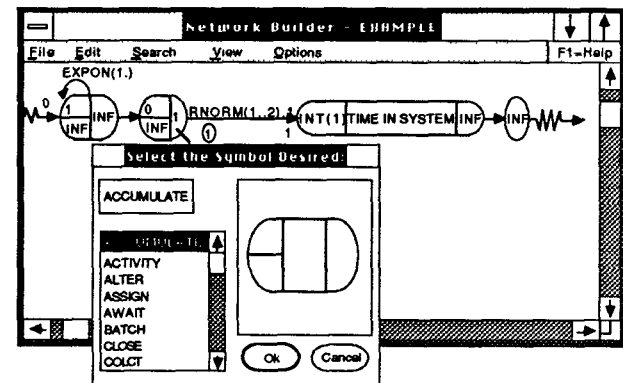 Network Builder - EXAMPLE
File Edit Search View Options F1=Help
EXPON(1.)
0 1 INF INF 0 INF 1 RNORM(1.,.2),1 1 1 INT(1) TIME IN SYSTEM INF INF
Select the Symbol Desired:
ACCUMULATE
ACCUMULATE
ACTIVITY
ALTER
ASSIGN
AWAIT
BATCH
CLOSE
COLCT
Ok Cancel